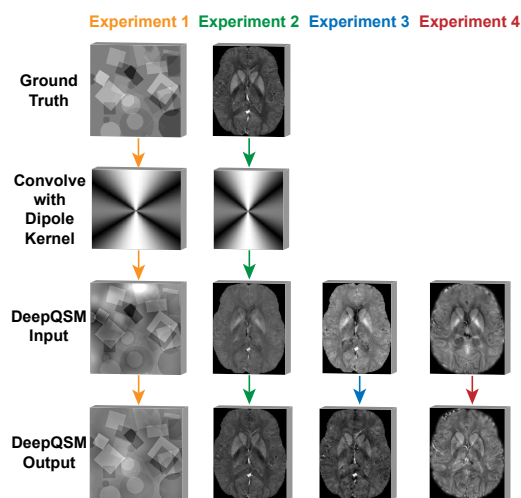 Experiment 1 Experiment 2 Experiment 3 Experiment 4
Ground
Truth
Convolve
with
Dipole
Kernel
DeepQSM
Input
DeepQSM
Output